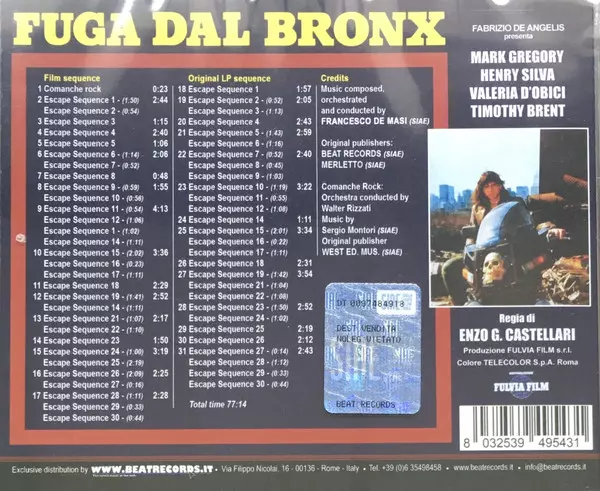 FUGA DAL BRONX
FABRIZIO DE ANGELIS
presenta
MARK GREGORY
HENRY SILVA
VALERIA D'OBICI
TIMOTHY BRENT
Film sequence
1 Comanche rock 0:23
2 Escape Sequence 1 - (1:50) 2:44
Escape Sequence 2 - (0:54)
3 Escape Sequence 3 1:15
4 Escape Sequence 4 2:40
5 Escape Sequence 5 1:06
6 Escape Sequence 6 - (1:14) 2:06
Escape Sequence 7 - (0:52)
7 Escape Sequence 8 0:48
8 Escape Sequence 9 - (0:59) 1:55
Escape Sequence 10 - (0:56)
9 Escape Sequence 11 - (0:54) 4:13
Escape Sequence 12 - (1:06)
Escape Sequence 1 - (1:02)
Escape Sequence 14 - (1:11)
10 Escape Sequence 15 - (2:02) 3:36
Escape Sequence 16 - (0:23)
Escape Sequence 17 - (1:11)
11 Escape Sequence 18 2:29
12 Escape Sequence 19 - (1:41) 2:52
Escape Sequence 14 - (1:11)
13 Escape Sequence 21 - (1:07) 2:17
Escape Sequence 22 - (1:10)
14 Escape Sequence 23 1:50
15 Escape Sequence 24 - (1:00) 3:18
Escape Sequence 25 - (2:19)
16 Escape Sequence 26 - (2:09) 2:25
Escape Sequence 27 - (0:16)
17 Escape Sequence 28 - (1:11) 2:28
Escape Sequence 29 - (0:33)
Escape Sequence 30 - (0:44)
Original LP sequence
18 Escape Sequence 1 1:57
19 Escape Sequence 2 - (0:52) 2:05
Escape Sequence 3 - (1:13)
20 Escape Sequence 4 2:43
21 Escape Sequence 5 - (1:43) 2:59
Escape Sequence 6 - (1:16)
22 Escape Sequence 7 - (0:52) 2:40
Escape Sequence 8 - (0:45)
Escape Sequence 9 - (1:03)
23 Escape Sequence 10 - (1:19) 3:22
Escape Sequence 11 - (0:55)
Escape Sequence 12 - (1:08)
24 Escape Sequence 14 1:11
25 Escape Sequence 15 - (2:01) 3:34
Escape Sequence 16 - (0:22)
Escape Sequence 17 - (1:11)
26 Escape Sequence 18 2:31
27 Escape Sequence 19 - (1:42) 3:54
Escape Sequence 14 - (1:04)
Escape Sequence 22 - (1:08)
28 Escape Sequence 23 - (1:50) 2:52
Escape Sequence 24 - (1:02)
29 Escape Sequence 25 2:19
30 Escape Sequence 26 2:12
31 Escape Sequence 27 - (0:14) 2:43
Escape Sequence 28 - (1:12)
Escape Sequence 29 - (0:33)
Escape Sequence 30 - (0:44)
Total time 77:14
Credits
Music composed,
orchestrated
and conducted by
FRANCESCO DE MASI (SIAE)
Original publishers:
BEAT RECORDS (SIAE)
MERLETTO (SIAE)
Comanche Rock:
Orchestra conducted by
Walter Rizzati
Music by
Sergio Montori (SIAE)
Original publisher
WEST ED. MUS. (SIAE)
DT 0097484918
DEST VENDITA
NOLEG VIETATO
BEAT RECORDS
Regia di
ENZO G. CASTELLARI
Produzione FULVIA FILM s.r.l.
Colore TELECOLOR S.p.A. Roma
FULVIA FILM
8 032539 495431
Exclusive distribution by WWW.BEATRECORDS.IT • Via Filippo Nicolai, 16 - 00136 - Rome - Italy • Tel. +39 (0)6 35498458 • www.beatrecords.it • info@beatrecords.it